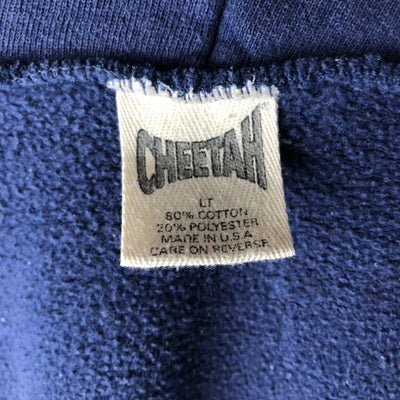 CHEETAH
LT
80% COTTON
20% POLYESTER
MADE IN U.S.A
CARE ON REVERSE